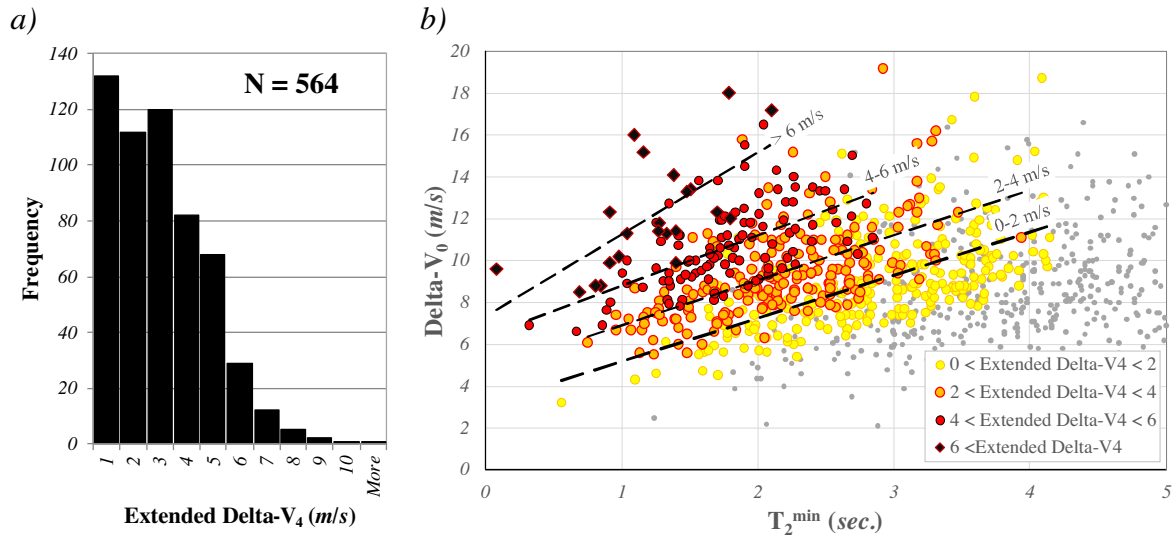 a)
140
120
100
80
60
40
20
0
Frequency
N = 564
1
2
3
4
5
6
7
8
9
10
More
Extended Delta-V4 (m/s)
b)
20
18
16
14
12
10
8
6
4
2
0
Delta-V0 (m/s)
> 6 m/s
4-6 m/s
2-4 m/s
0-2 m/s
0 < Extended Delta-V4 < 2
2 < Extended Delta-V4 < 4
4 < Extended Delta-V4 < 6
6 <Extended Delta-V4
0
1
2
3
4
5
T2min (sec.)